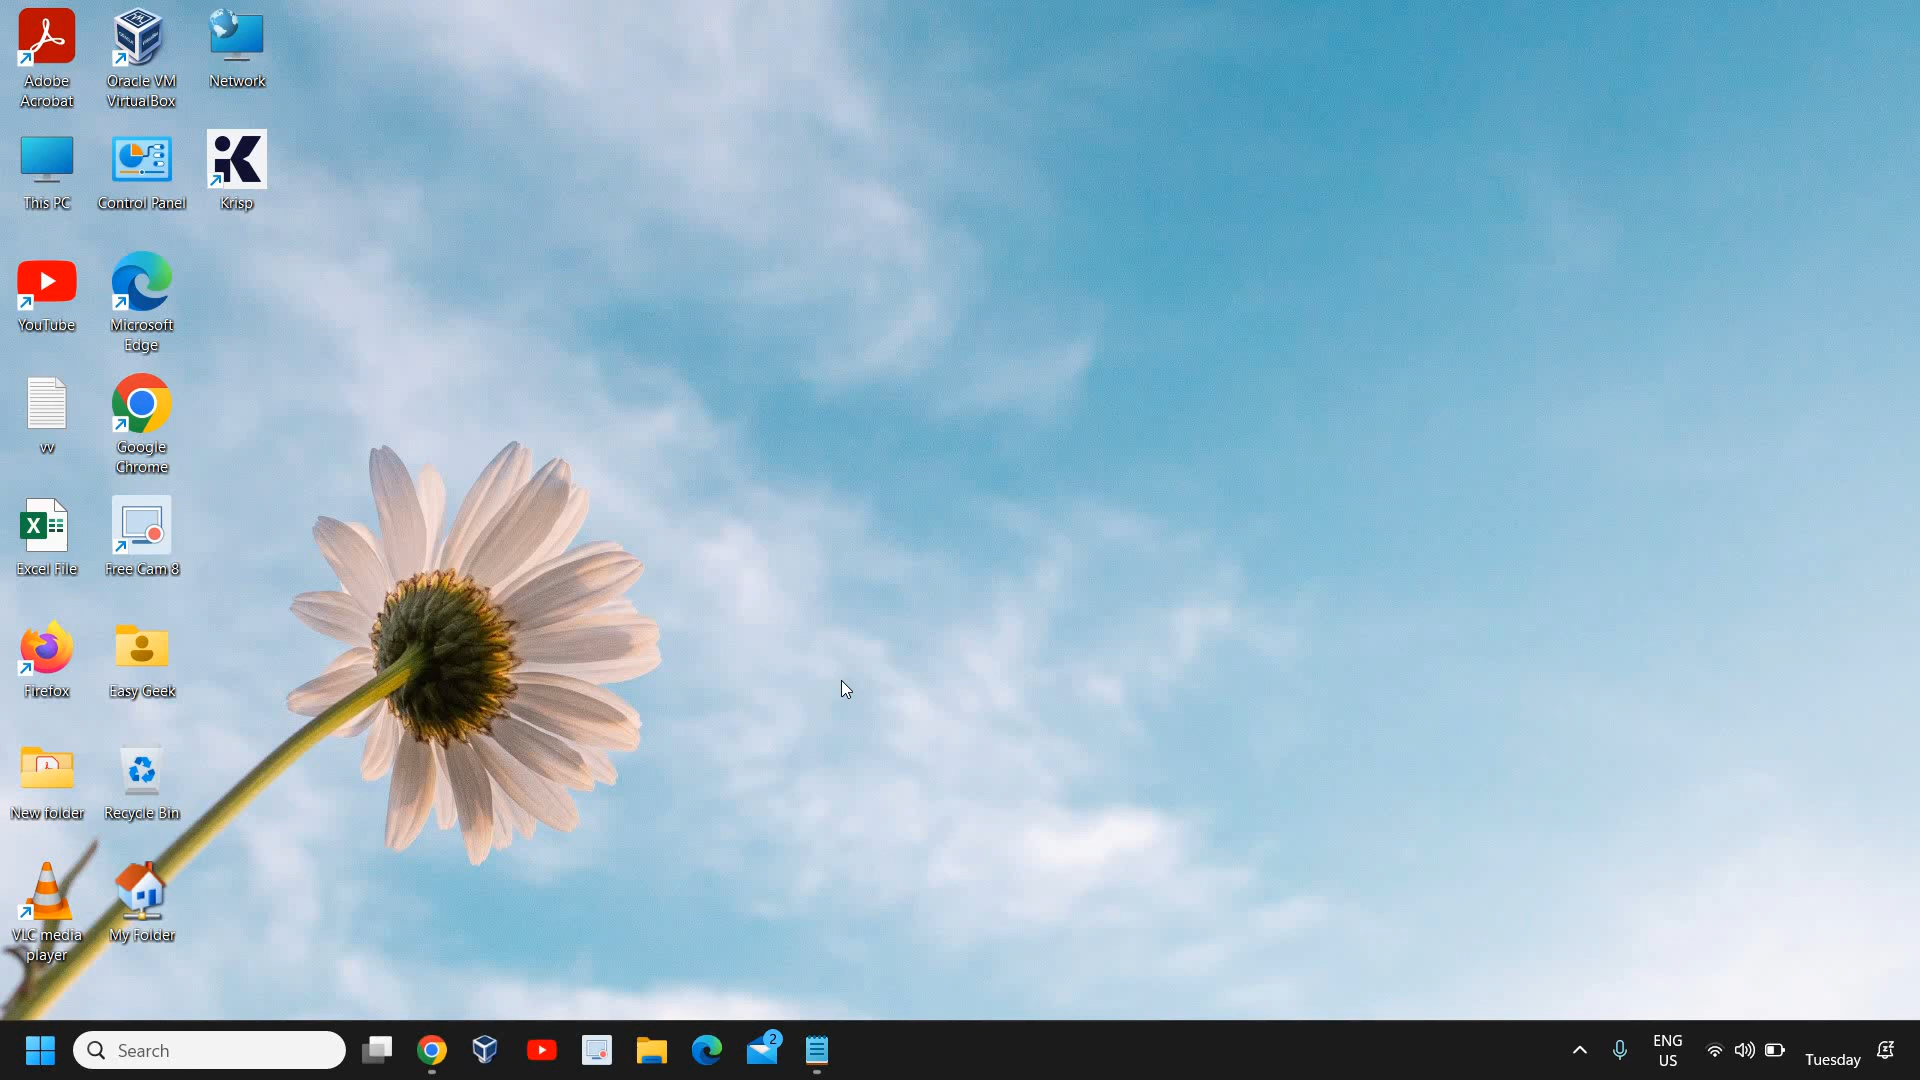 Adobe
Acrobat
Oracle VM
VirtualBox
Network
This PC
Control Panel
Krisp
YouTube
Microsoft
Edge
vv
Google
Chrome
Excel File
Free Cam 8
Firefox
Easy Geek
New folder
Recycle Bin
VLC media
player
My Folder
Search
2
ENG
US
Tuesday